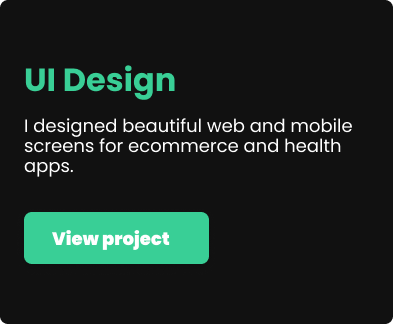 UI Design
I designed beautiful web and mobile
screens for ecommerce and health
apps.
View project